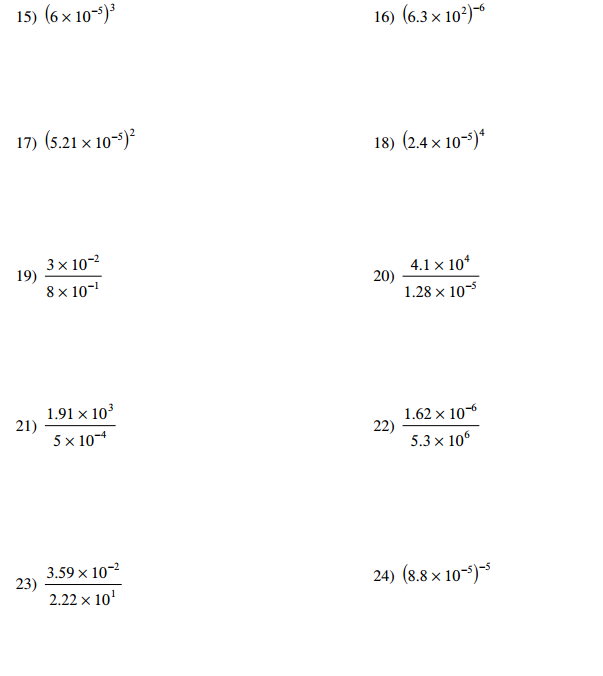 15) (6 × 10⁻⁵)³ 16) (6.3 × 10²)⁻⁶
17) (5.21 × 10⁻⁵)² 18) (2.4 × 10⁻⁵)⁴
19) 3 × 10⁻² / 8 × 10⁻¹ 20) 4.1 × 10⁴ / 1.28 × 10⁻⁵
21) 1.91 × 10³ / 5 × 10⁻⁴ 22) 1.62 × 10⁻⁶ / 5.3 × 10⁶
23) 3.59 × 10⁻² / 2.22 × 10¹ 24) (8.8 × 10⁻⁵)⁻⁵